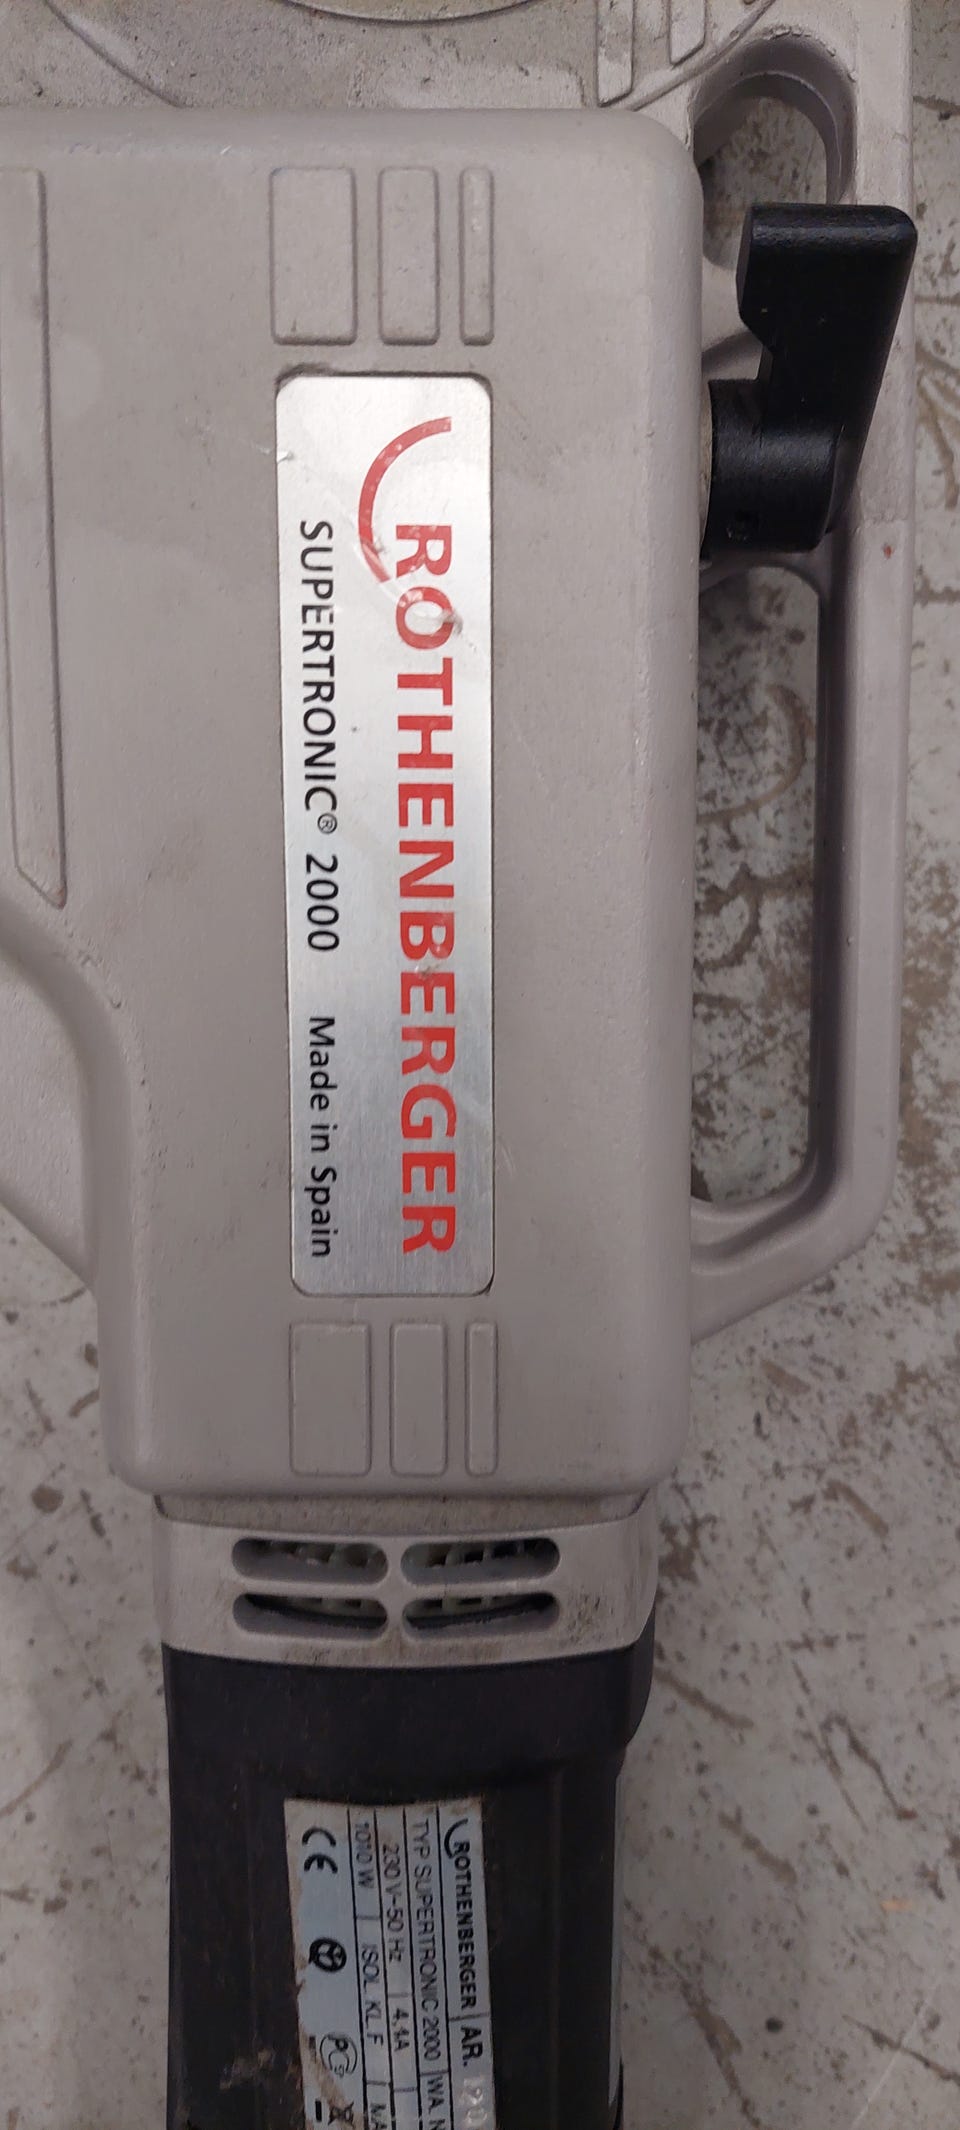 ROTHENBERGER
SUPERTRONIC® 2000 Made in Spain
ROTHENBERGER AR.
TYP SUPERTRONIC 2000 WA. N
230 V~50 Hz 4,4A
1010 W ISOL. KL. F
CE